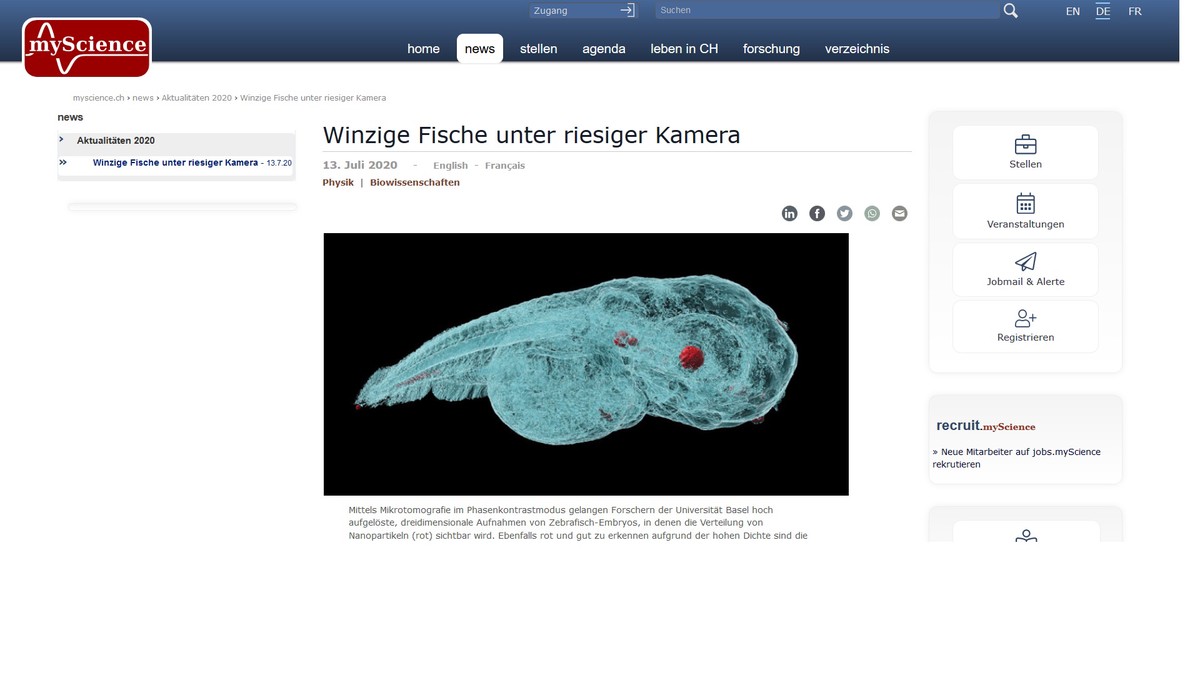 Zugang
Suchen
EN DE FR
myScience
home news stellen agenda leben in CH forschung verzeichnis
myscience.ch › news › Aktualitäten 2020 › Winzige Fische unter riesiger Kamera
news
› Aktualitäten 2020
» Winzige Fische unter riesiger Kamera - 13.7.20
Winzige Fische unter riesiger Kamera
13. Juli 2020 - English - Français
Physik | Biowissenschaften
Mittels Mikrotomografie im Phasenkontrastmodus gelangen Forschern der Universität Basel hoch
aufgelöste, dreidimensionale Aufnahmen von Zebrafisch-Embryos, in denen die Verteilung von
Nanopartikeln (rot) sichtbar wird. Ebenfalls rot und gut zu erkennen aufgrund der hohen Dichte sind die
Stellen
Veranstaltungen
Jobmail & Alerte
Registrieren
recruit.myScience
» Neue Mitarbeiter auf jobs.myScience
rekrutieren